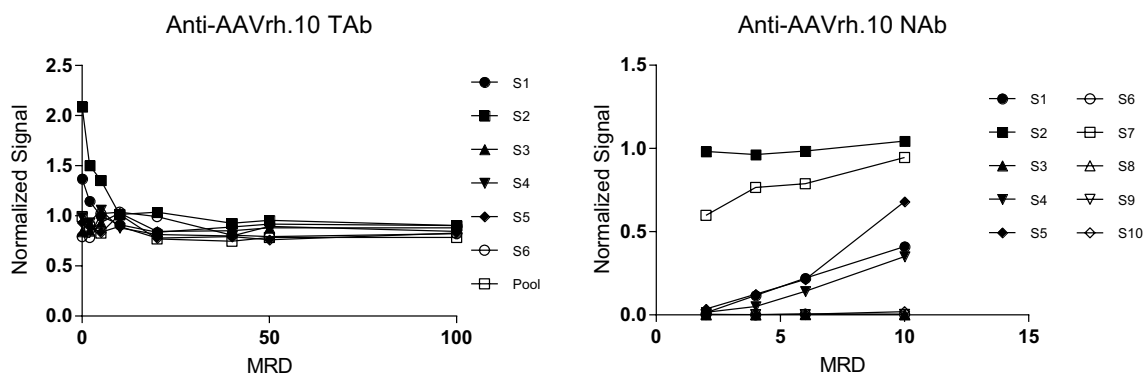 Anti-AAVrh.10 TAb
Normalized Signal
2.5
2.0
1.5
1.0
0.5
0.0
0
50
100
MRD
S1
S2
S3
S4
S5
S6
Pool
Anti-AAVrh.10 NAb
Normalized Signal
1.5
1.0
0.5
0.0
0
5
10
15
MRD
S1
S2
S3
S4
S5
S6
S7
S8
S9
S10